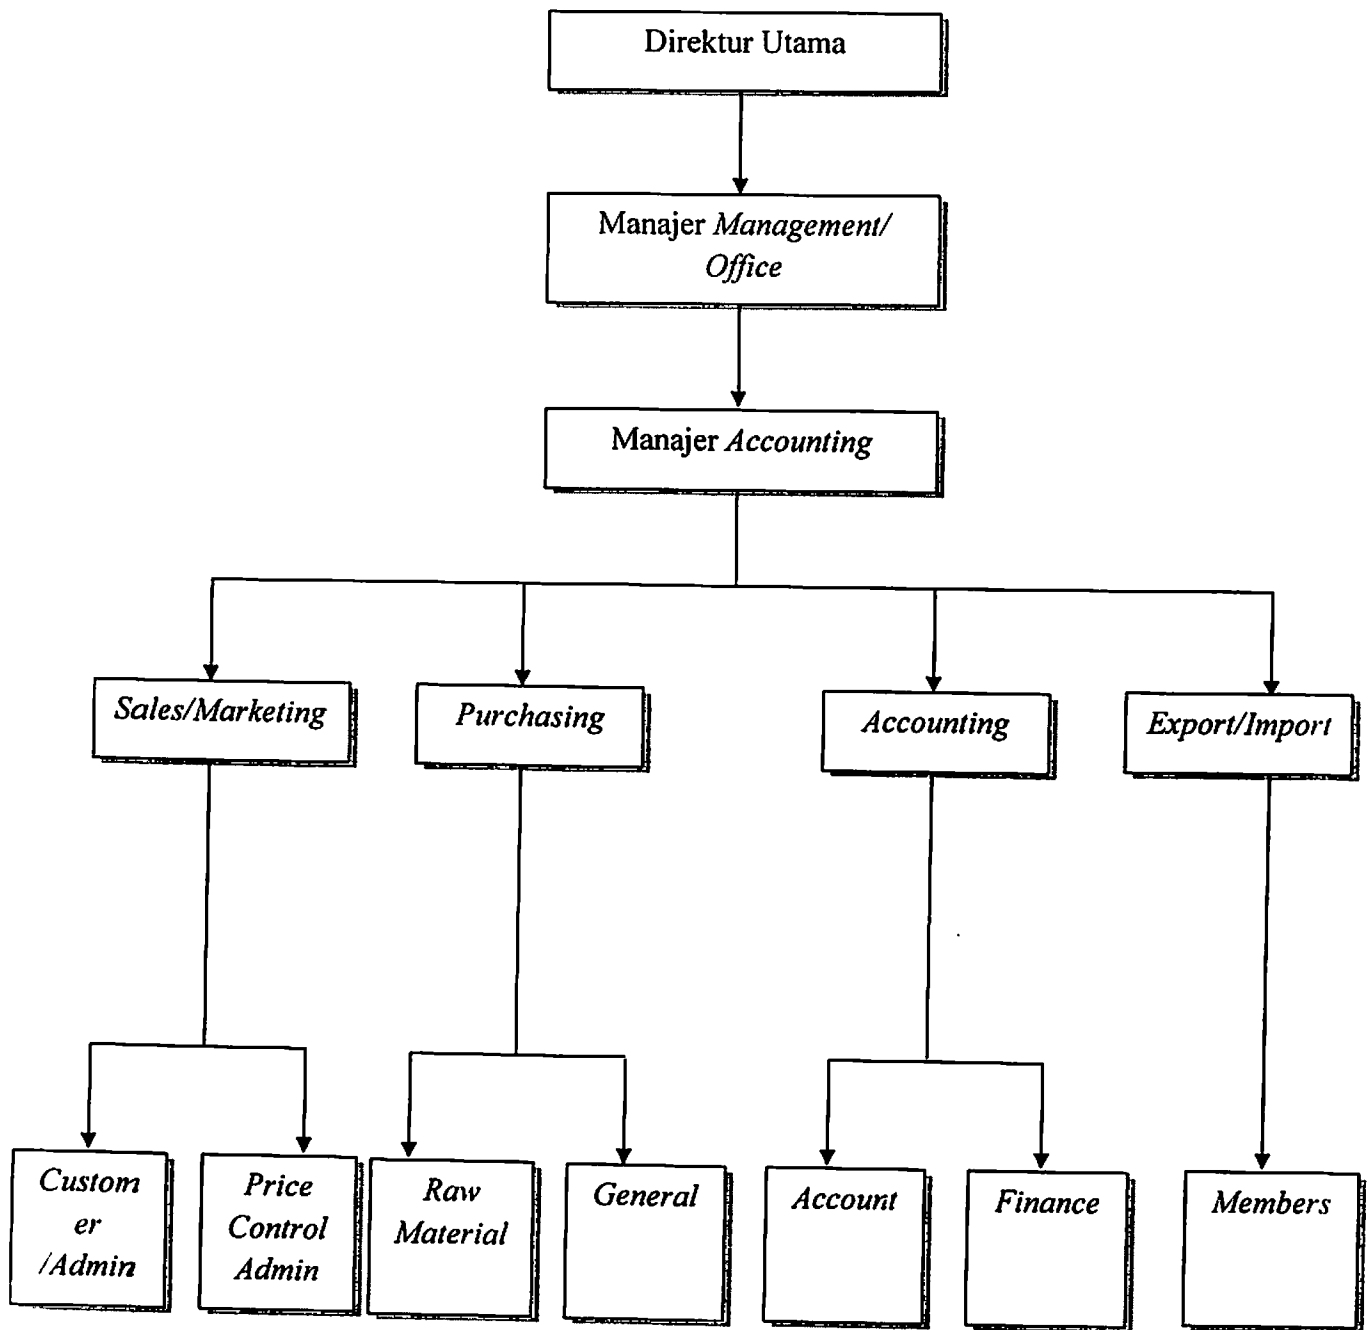 Direktur Utama
Manajer Management/
Office
Manajer Accounting
Sales/Marketing
Purchasing
Accounting
Export/Import
Custom
er
/Admin
Price
Control
Admin
Raw
Material
General
Account
Finance
Members